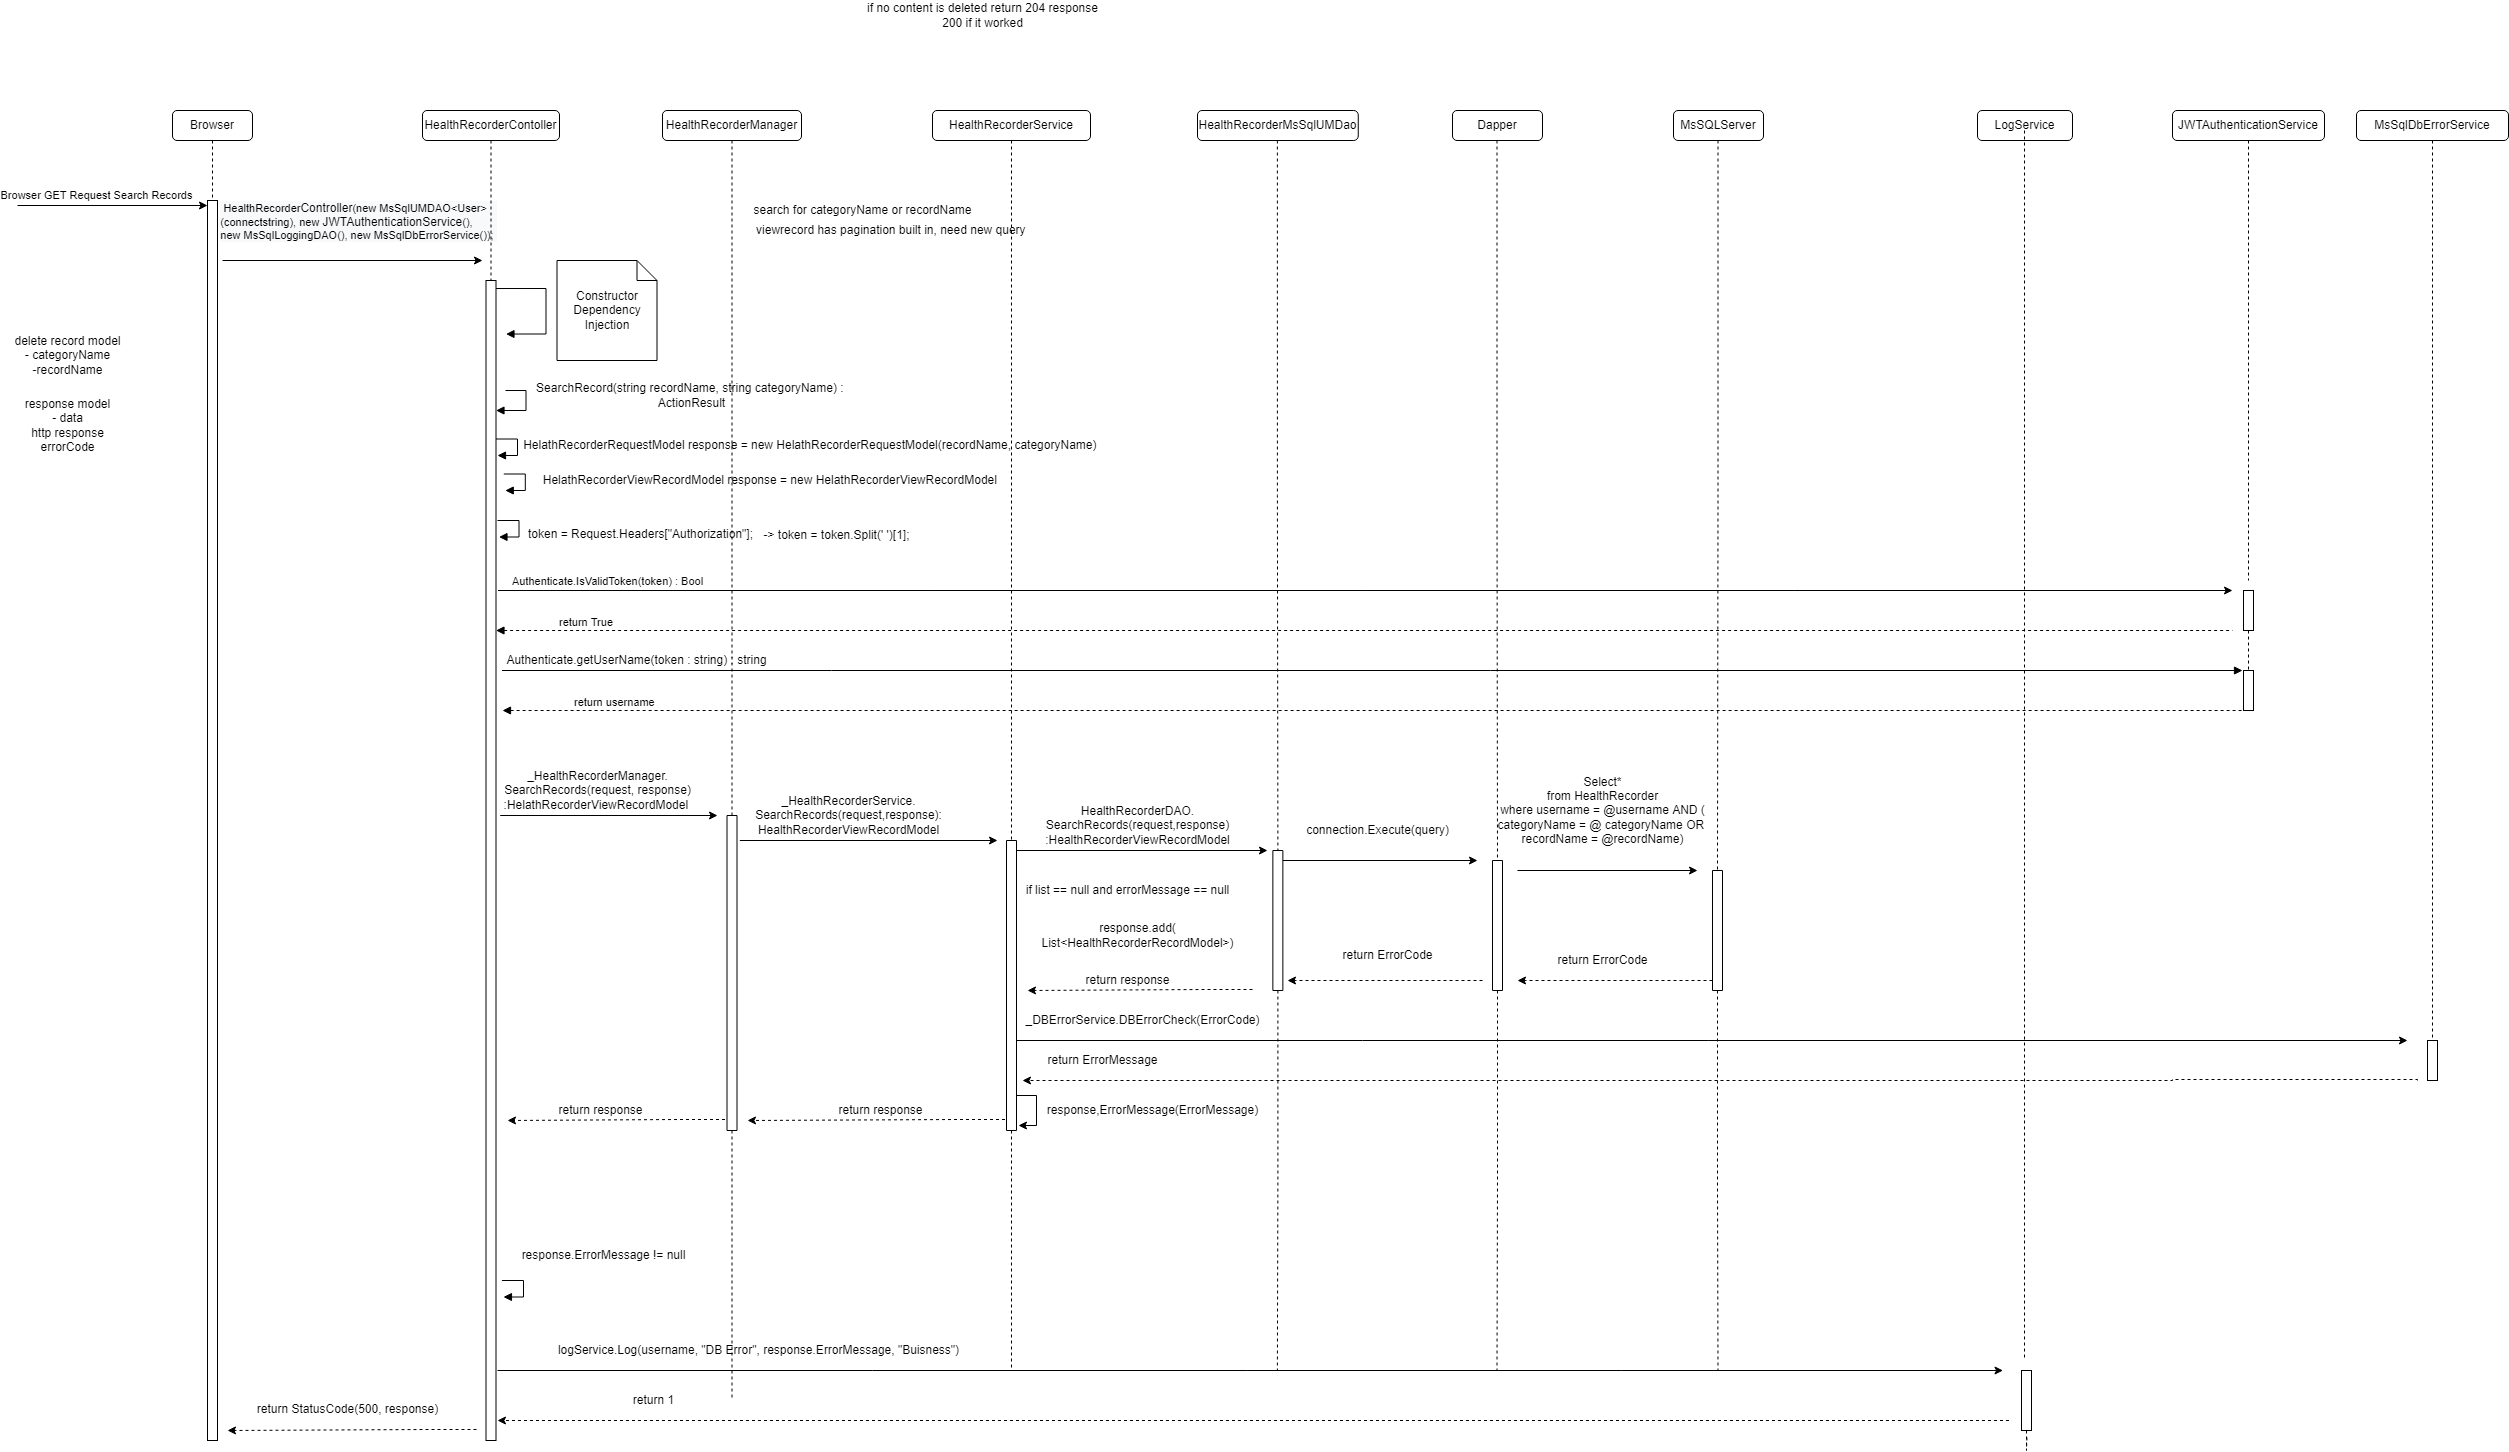 if no content is deleted return 204 response
200 if it worked
Browser
HealthRecorderContoller
HealthRecorderManager
HealthRecorderService
HealthRecorderMsSqlUMDao
Dapper
MsSQLServer
LogService
JWTAuthenticationService
MsSqlDbErrorService
Browser GET Request Search Records
HealthRecorderController(new MsSqlUMDAO<User>
(connectstring), new JWTAuthenticationService(),
new MsSqlLoggingDAO(), new MsSqlDbErrorService())
search for categoryName or recordName
viewrecord has pagination built in, need new query
Constructor
Dependency
Injection
delete record model
- categoryName
-recordName
response model
- data
http response
errorCode
SearchRecord(string recordName, string categoryName) :
ActionResult
HelathRecorderRequestModel response = new HelathRecorderRequestModel(recordName, categoryName)
HelathRecorderViewRecordModel response = new HelathRecorderViewRecordModel
token = Request.Headers["Authorization"]; -> token = token.Split(' ')[1];
Authenticate.IsValidToken(token) : Bool
return True
Authenticate.getUserName(token : string) : string
return username
_HealthRecorderManager.
SearchRecords(request, response)
:HelathRecorderViewRecordModel
_HealthRecorderService.
SearchRecords(request,response):
HealthRecorderViewRecordModel
HealthRecorderDAO.
SearchRecords(request,response)
:HealthRecorderViewRecordModel
connection.Execute(query)
Select*
from HealthRecorder
where username = @username AND (
categoryName = @ categoryName OR
recordName = @recordName)
if list == null and errorMessage == null
response.add(
List<HealthRecorderRecordModel>)
return response
return ErrorCode
return ErrorCode
_DBErrorService.DBErrorCheck(ErrorCode)
return ErrorMessage
return response
return response
response,ErrorMessage(ErrorMessage)
response.ErrorMessage != null
logService.Log(username, "DB Error", response.ErrorMessage, "Buisness")
return 1
return StatusCode(500, response)